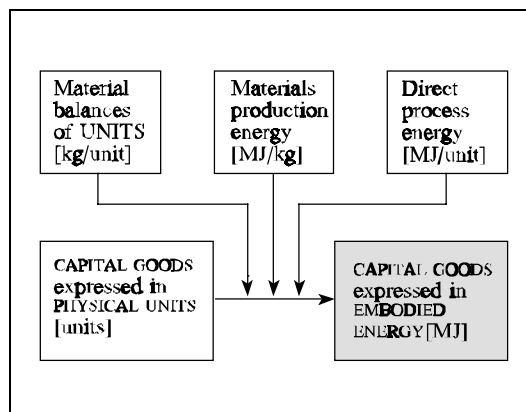 Material
balances
of UNITS
[kg/unit]
Materials
production
energy
[MJ/kg]
Direct
process
energy
[MJ/unit]
CAPITAL GOODS
expressed in
PHYSICAL UNITS
[units]
CAPITAL GOODS
expressed in
EMBODIED
ENERGY[MJ]